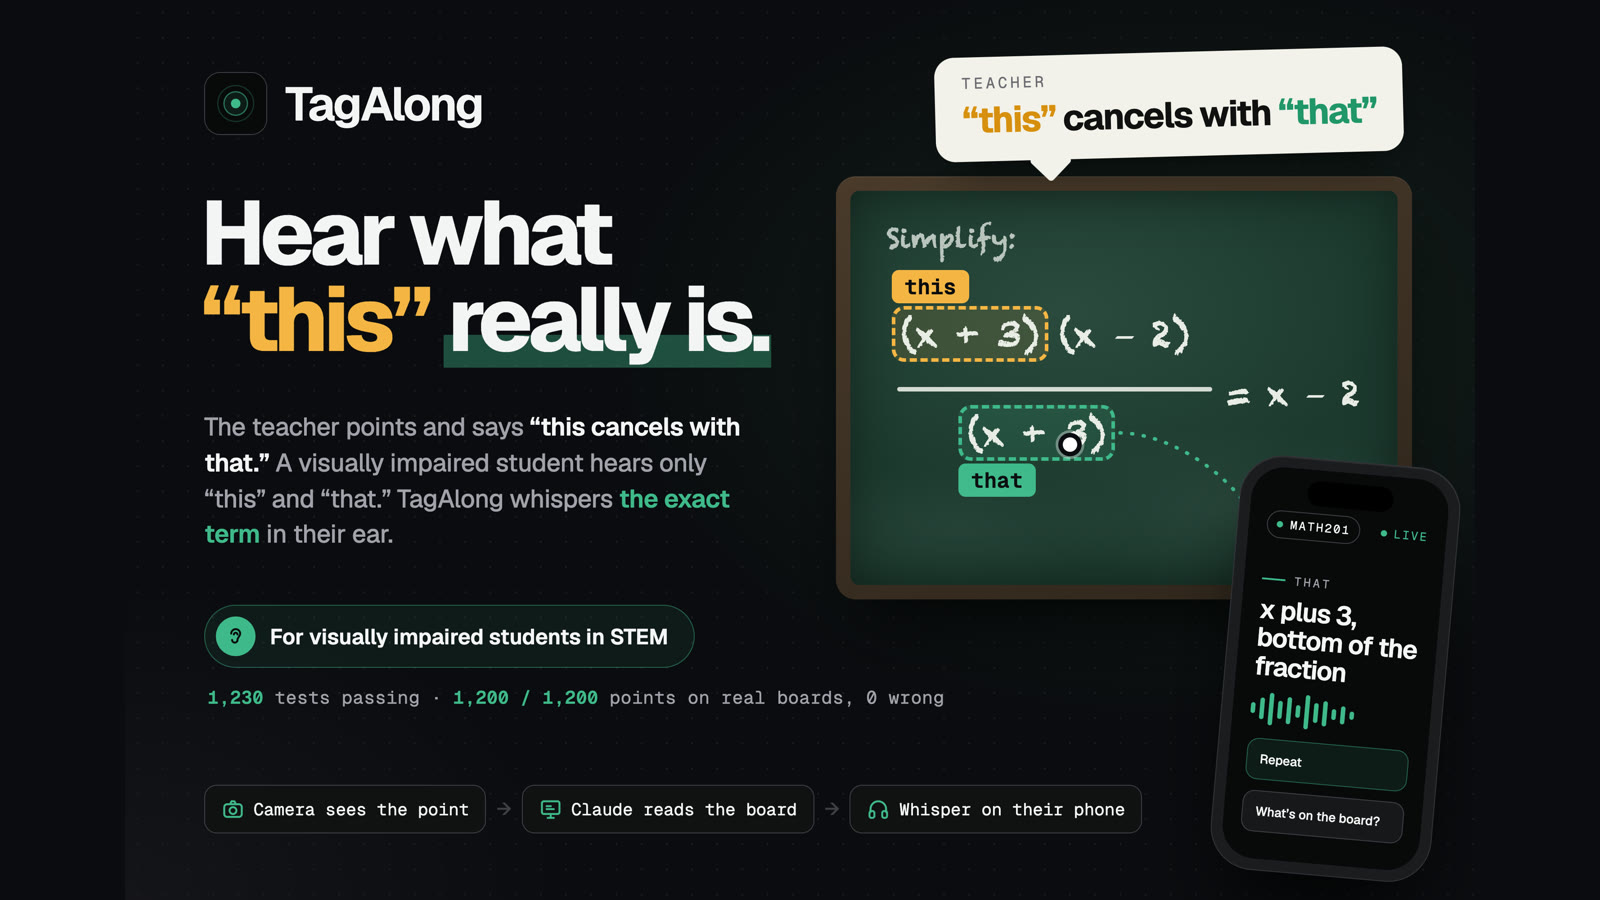 TagAlong
Hear what
“this” really is.
The teacher points and says “this cancels with
that.” A visually impaired student hears only
“this” and “that.” TagAlong whispers the exact
term in their ear.
For visually impaired students in STEM
1,230 tests passing · 1,200 / 1,200 points on real boards, 0 wrong
Camera sees the point → Claude reads the board → Whisper on their phone
TEACHER
“this” cancels with “that”
Simplify:
this
(x + 3) (x - 2)
= x - 2
(x + 3)
that
MATH201
LIVE
THAT
x plus 3,
bottom of the
fraction
Repeat
What's on the board?